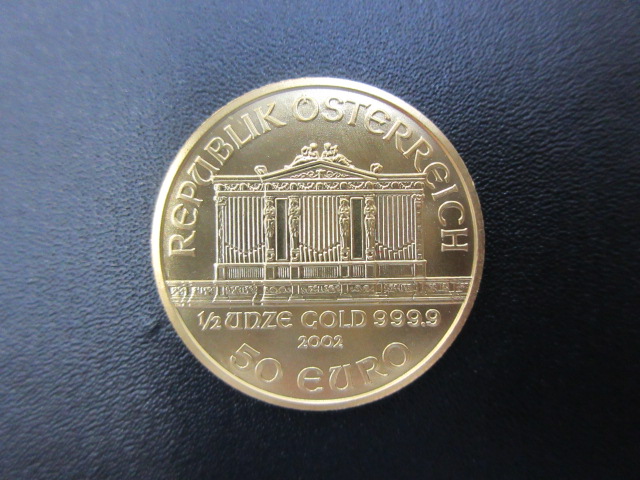 REPUBLIK ÖSTERREICH
1/2 UNZE GOLD 999.9
2002
50 EURO